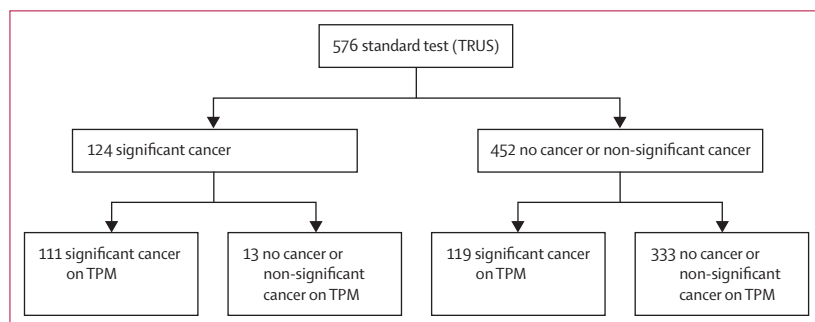 576 standard test (TRUS)
124 significant cancer
452 no cancer or non-significant cancer
111 significant cancer
on TPM
13 no cancer or
non-significant
cancer on TPM
119 significant cancer
on TPM
333 no cancer or
non-significant
cancer on TPM